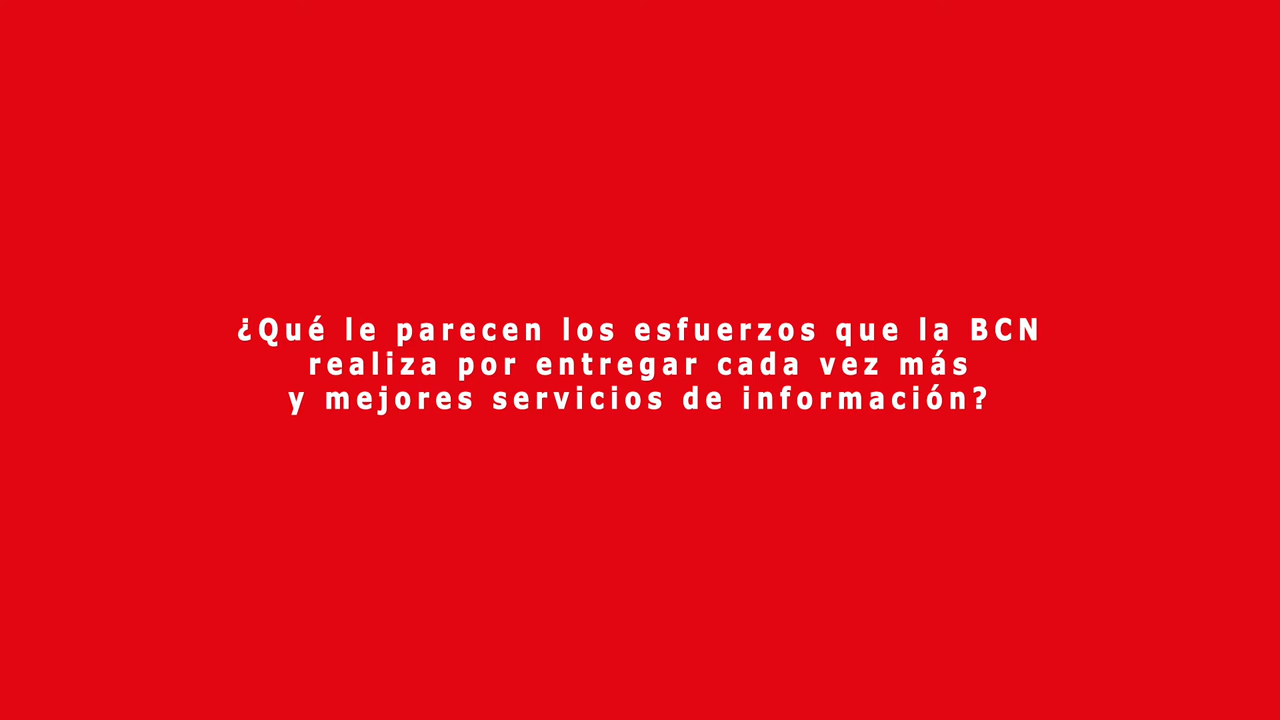 ¿Qué le parecen los esfuerzos que la BCN
realiza por entregar cada vez más
y mejores servicios de información?